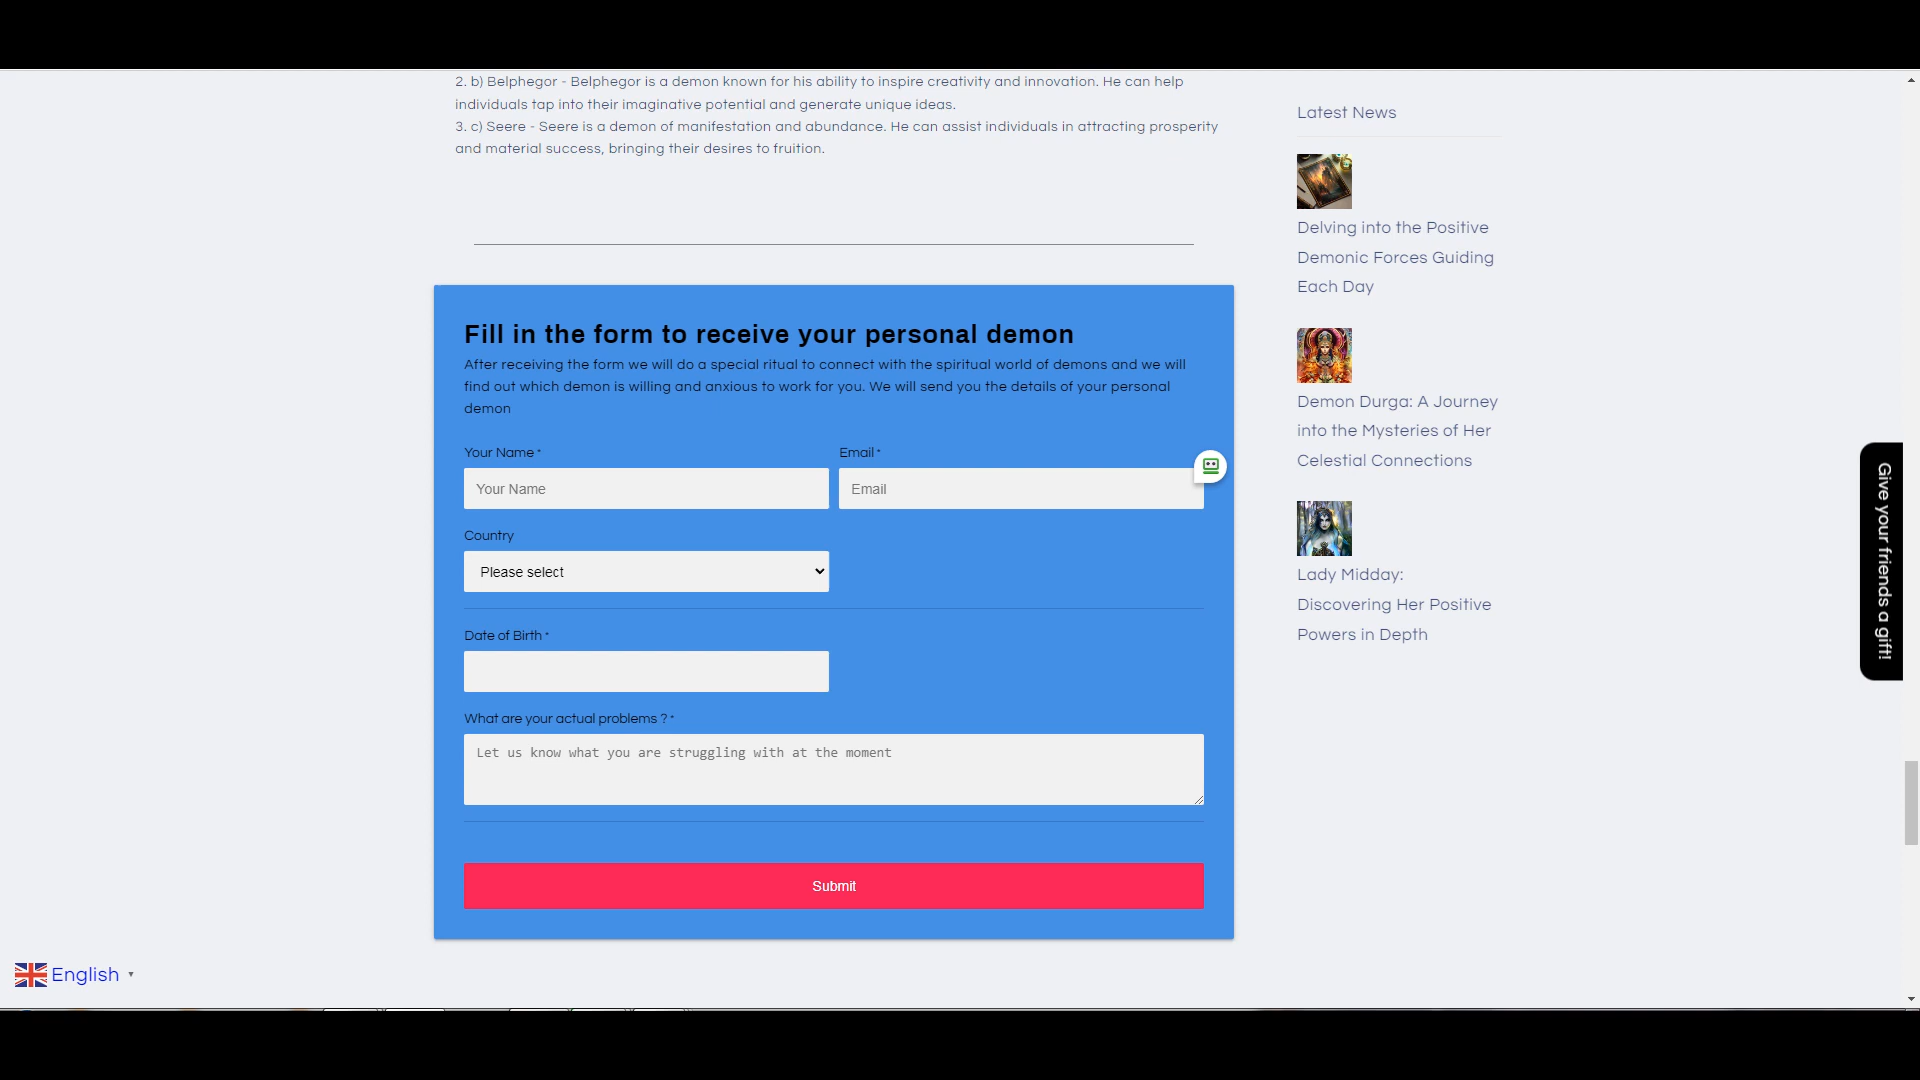 2. b) Belphegor - Belphegor is a demon known for his ability to inspire creativity and innovation. He can help
individuals tap into their imaginative potential and generate unique ideas.
3. c) Seere - Seere is a demon of manifestation and abundance. He can assist individuals in attracting prosperity
and material success, bringing their desires to fruition.
Fill in the form to receive your personal demon
After receiving the form we will do a special ritual to connect with the spiritual world of demons and we will
find out which demon is willing and anxious to work for you. We will send you the details of your personal
demon
Your Name *
Email *
Your Name
Email
Country
Please select
Date of Birth *
What are your actual problems ? *
Let us know what you are struggling with at the moment
Submit
Latest News
Delving into the Positive
Demonic Forces Guiding
Each Day
Demon Durga: A Journey
into the Mysteries of Her
Celestial Connections
Lady Midday:
Discovering Her Positive
Powers in Depth
Give your friends a gift!
English